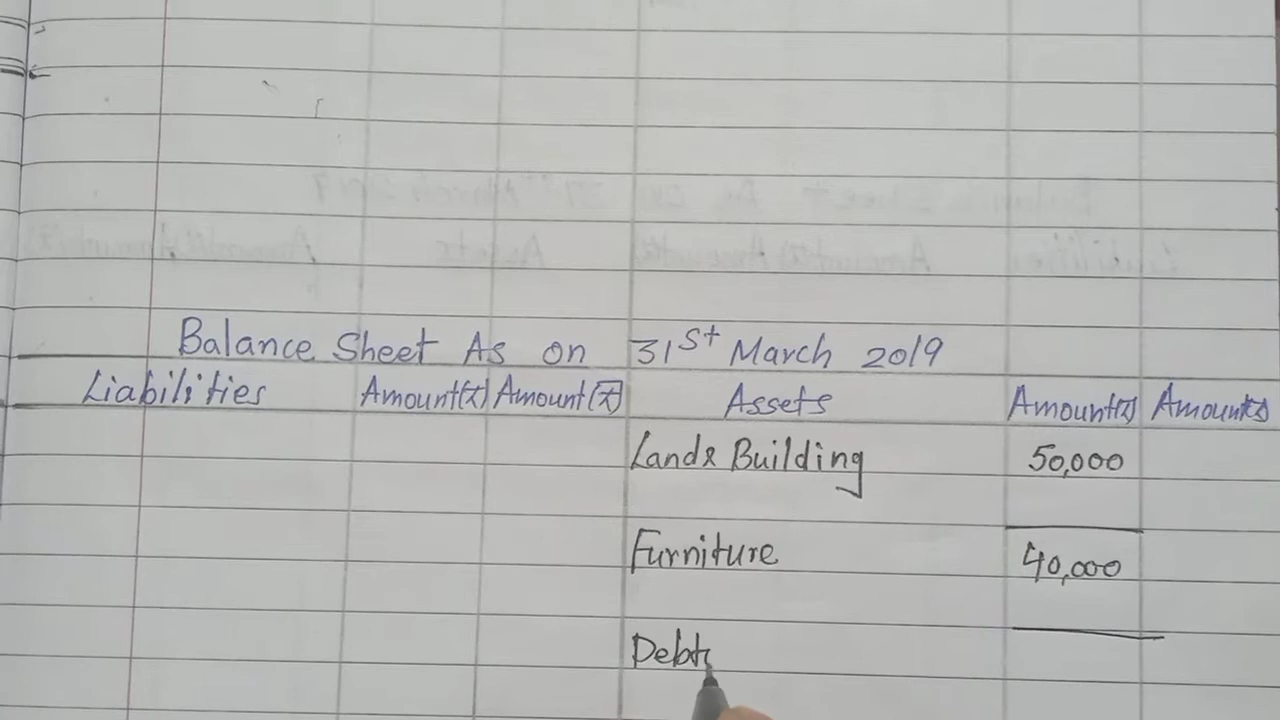 Balance Sheet As on 31st March 2019
Liabilities Amount(₹) Amount(₹) Assets Amount(₹) Amount(₹)
Land & Building 50,000
Furniture 40,000
Debt